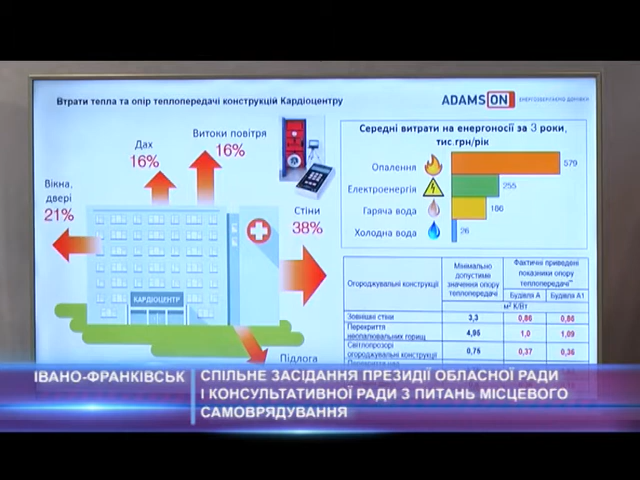 Втрати тепла та опір теплопередачі конструкцій Кардіоцентру
ADAMSON
Дах
16%
Витоки повітря
16%
Вікна,
двері
21%
Стіни
38%
КАРДІОЦЕНТР
Підлога
Середні витрати на енергоносії за 3 роки,
тис.грн/рік
Опалення 579
Електроенергія 255
Гаряча вода 186
Холодна вода 26
Огороджувальні конструкції
Мінімально
допустиме
значення опору
теплопередачі
Фактичні приведені
показники опору
теплопередачі**
Будівля А Будівля А1
м² К/Вт
Зовнішні стіни 3,3 0,86 0,86
Перекриття
неопалювальних горищ 4,95 1,0 1,09
Світлопрозорі
огороджувальні конструкції 0,75 0,37 0,36
ІВАНО-ФРАНКІВСЬК
СПІЛЬНЕ ЗАСІДАННЯ ПРЕЗИДІЇ ОБЛАСНОЇ РАДИ
І КОНСУЛЬТАТИВНОЇ РАДИ З ПИТАНЬ МІСЦЕВОГО
САМОВРЯДУВАННЯ